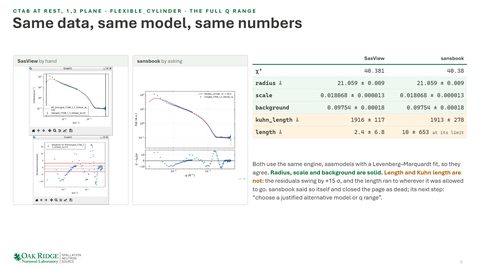 CTAB AT REST, 1,3 PLANE · FLEXIBLE_CYLINDER · THE FULL Q RANGE
Same data, same model, same numbers
SasView by hand
sansbook by asking
SasView sansbook
χ² 40.381 40.38
radius Å 21.059 ± 0.009 21.059 ± 0.009
scale 0.018068 ± 0.000013 0.018068 ± 0.000013
background 0.09754 ± 0.00018 0.09754 ± 0.00018
kuhn_length Å 1916 ± 117 1913 ± 278
length Å 2.4 ± 6.8 10 ± 653 at its limit
Both use the same engine, sasmodels with a Levenberg–Marquardt fit, so they
agree. Radius, scale and background are solid. Length and Kuhn length are
not: the residuals swing by ±15 σ, and the length ran to wherever it was allowed
to go. sansbook said so itself and closed the page as dead; its next step:
"choose a justified alternative model or q range".
OAK RIDGE
National Laboratory
SPALLATION
NEUTRON
SOURCE